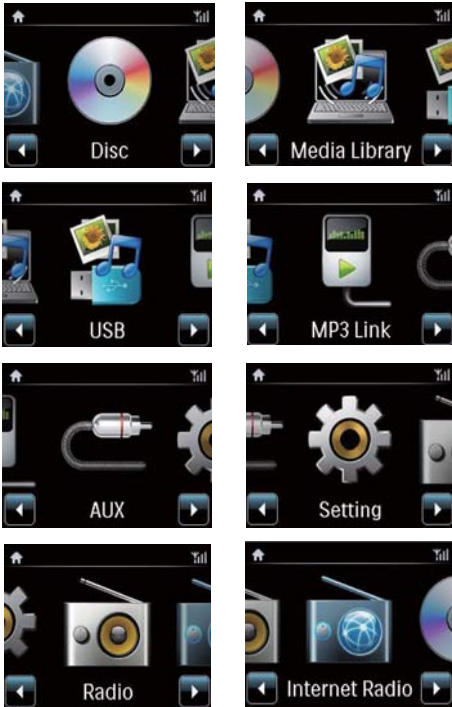 Disc
Media Library
USB
MP3 Link
AUX
Setting
Radio
Internet Radio